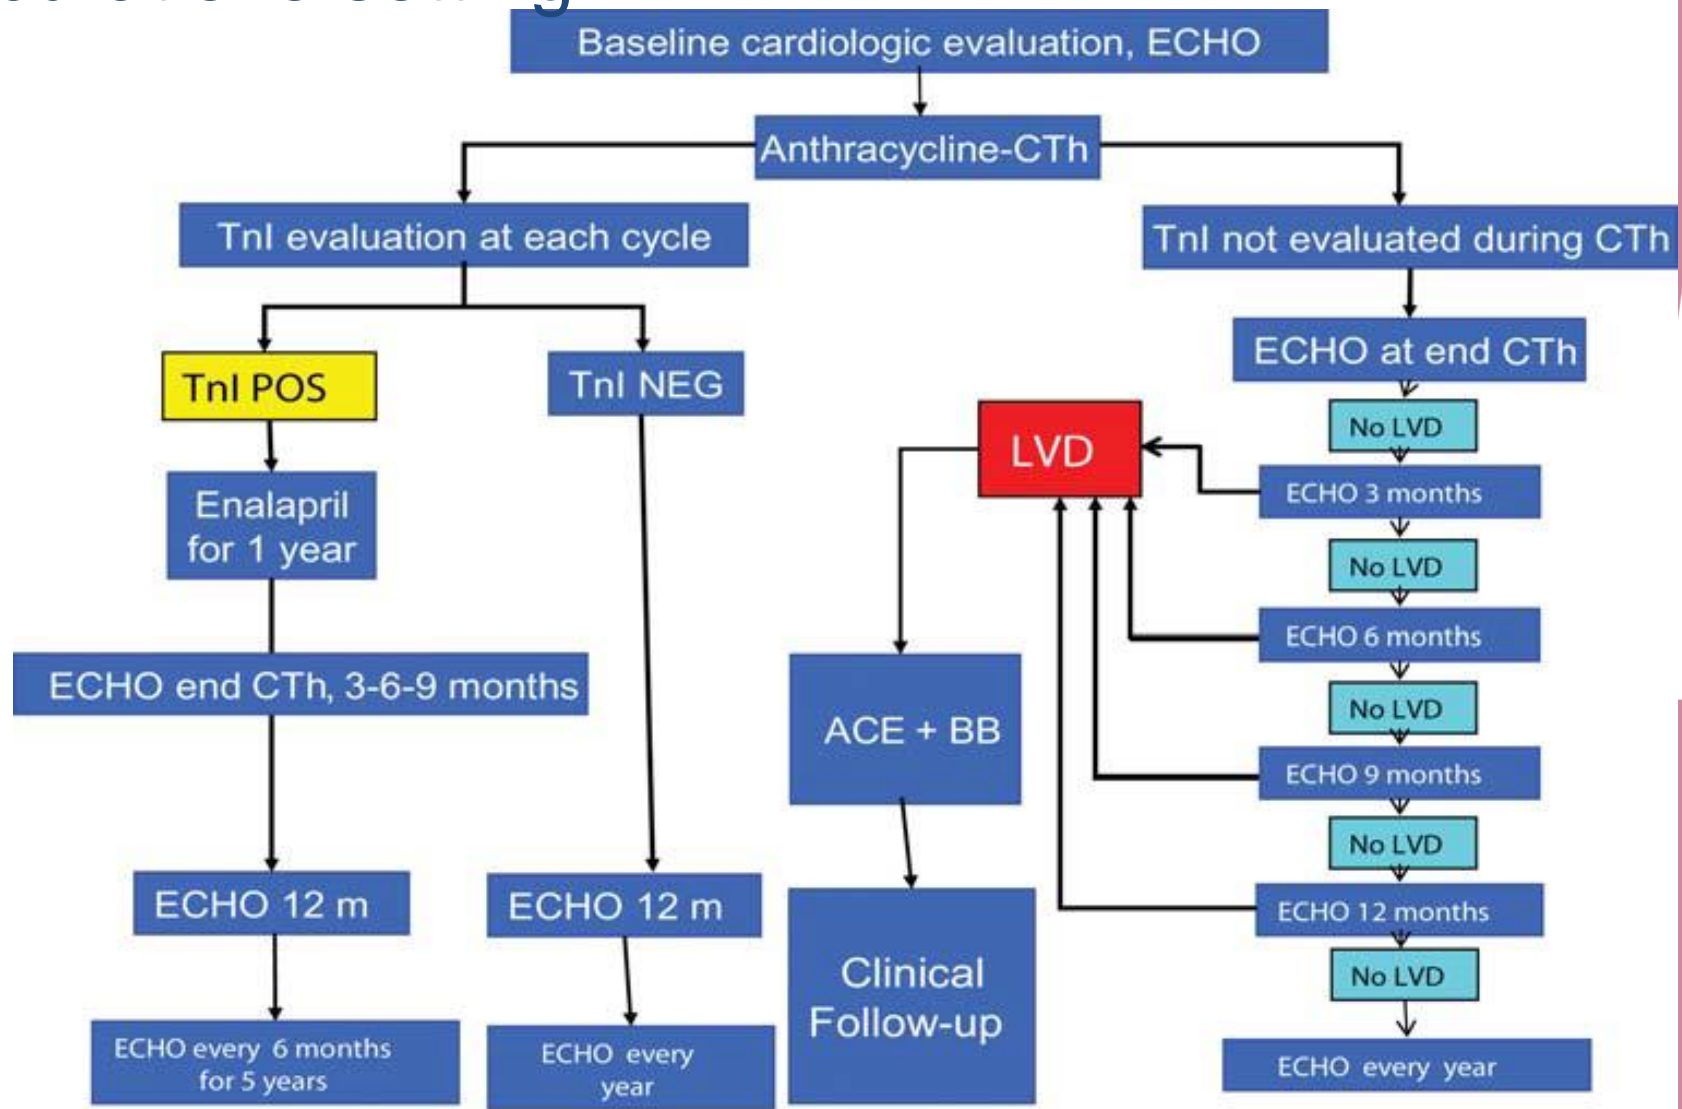 Baseline cardiologic evaluation, ECHO
Anthracycline-CTh
TnI evaluation at each cycle
TnI not evaluated during CTh
TnI POS
TnI NEG
Enalapril
for 1 year
ECHO end CTh, 3-6-9 months
ECHO 12 m
ECHO every 6 months
for 5 years
ECHO 12 m
ECHO every
year
LVD
ACE + BB
Clinical
Follow-up
ECHO at end CTh
No LVD
ECHO 3 months
No LVD
ECHO 6 months
No LVD
ECHO 9 months
No LVD
ECHO 12 months
No LVD
ECHO every year